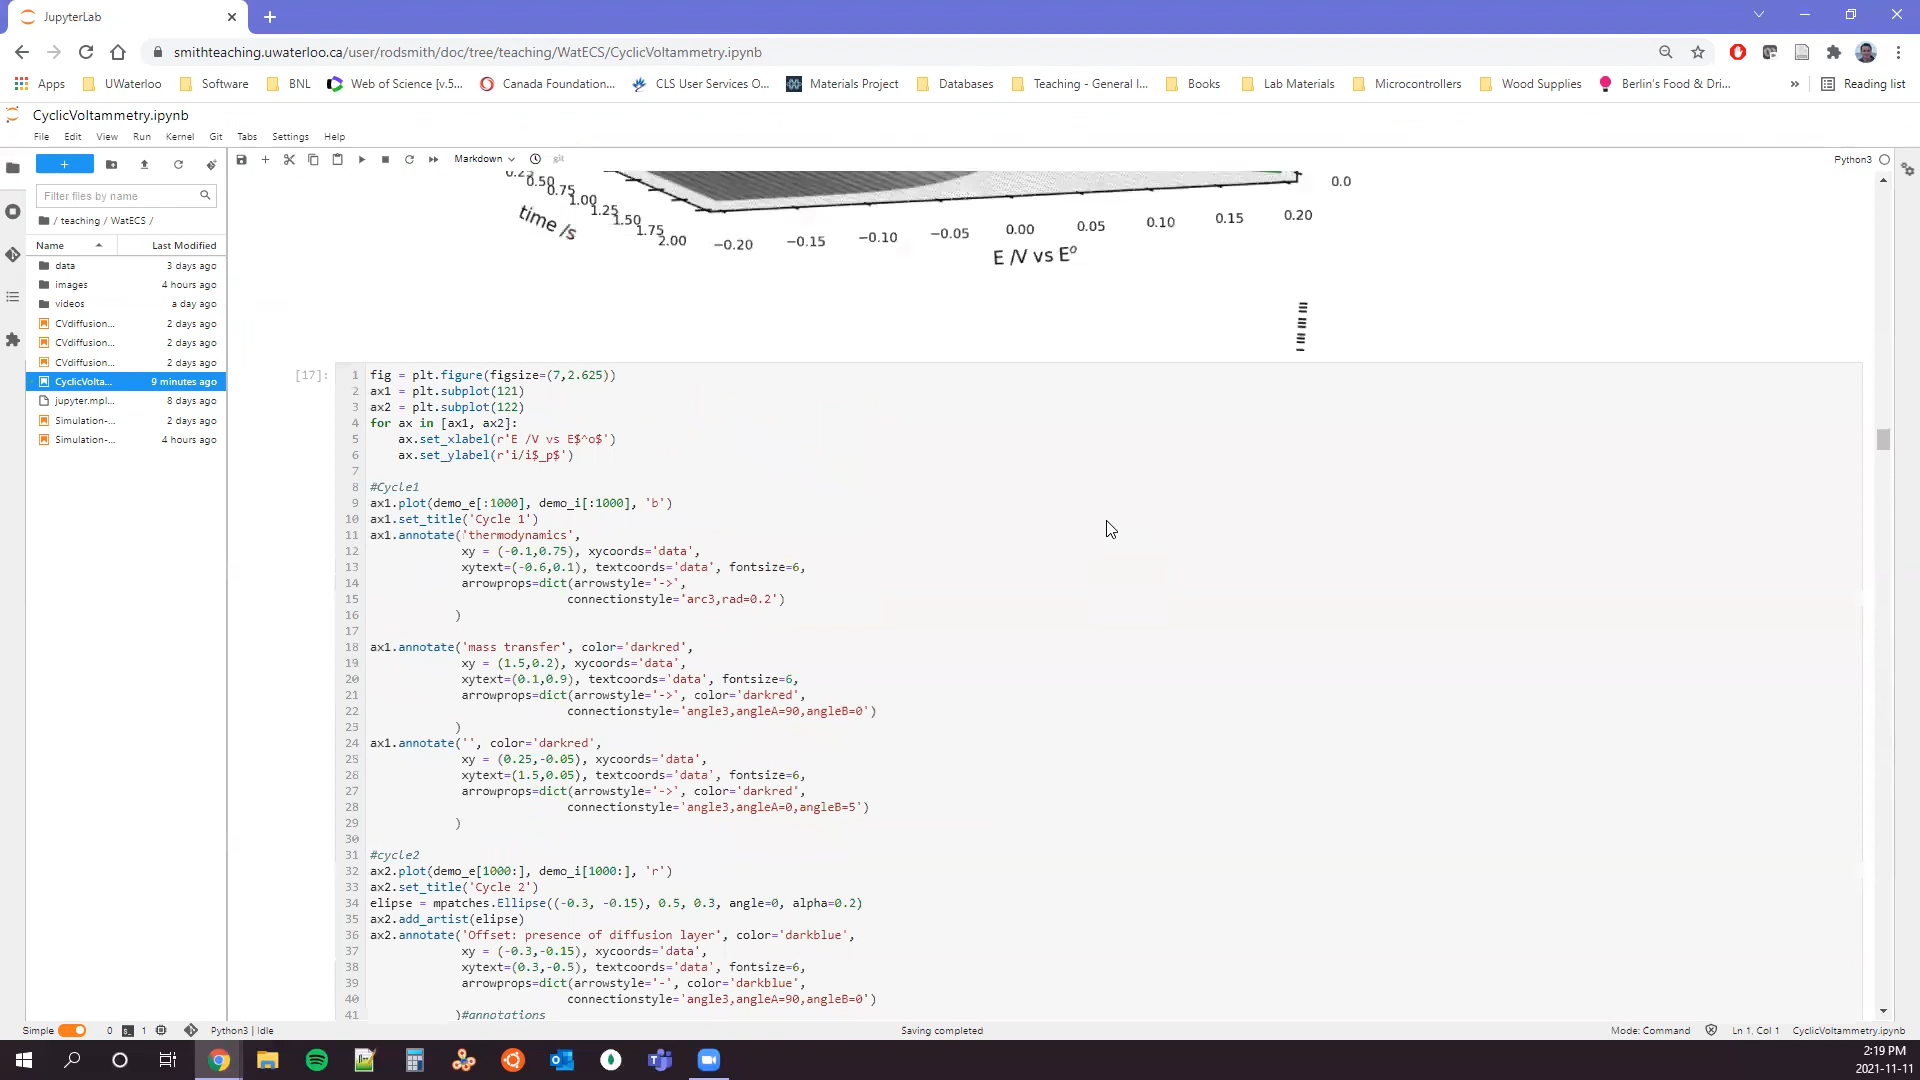 JupyterLab
smithteaching.uwaterloo.ca/user/rodsmith/doc/tree/teaching/WatECS/CyclicVoltammetry.ipynb
Apps UWaterloo Software BNL Web of Science [v.5... Canada Foundation... CLS User Services O... Materials Project Databases Teaching - General I... Books Lab Materials Microcontrollers Wood Supplies Berlin's Food & Dri... » Reading list
CyclicVoltammetry.ipynb
File Edit View Run Kernel Git Tabs Settings Help
Markdown git Python3
Filter files by name
/ teaching / WatECS /
Name Last Modified
data 3 days ago
images 4 hours ago
videos a day ago
CVdiffusion... 2 days ago
CVdiffusion... 2 days ago
CVdiffusion... 2 days ago
CyclicVolta... 9 minutes ago
jupyter.mpl... 8 days ago
Simulation-... 2 days ago
Simulation-... 4 hours ago
0.25 0.50 0.75 1.00 1.25 1.50 1.75 2.00
time /s
−0.20 −0.15 −0.10 −0.05 0.00 0.05 0.10 0.15 0.20
E /V vs E⁰
0.0
[17]:
1 fig = plt.figure(figsize=(7,2.625))
2 ax1 = plt.subplot(121)
3 ax2 = plt.subplot(122)
4 for ax in [ax1, ax2]:
5 ax.set_xlabel(r'E /V vs E$^o$')
6 ax.set_ylabel(r'i/i$_p$')
7
8 #Cycle1
9 ax1.plot(demo_e[:1000], demo_i[:1000], 'b')
10 ax1.set_title('Cycle 1')
11 ax1.annotate('thermodynamics',
12 xy = (-0.1,0.75), xycoords='data',
13 xytext=(-0.6,0.1), textcoords='data', fontsize=6,
14 arrowprops=dict(arrowstyle='->',
15 connectionstyle='arc3,rad=0.2')
16 )
17
18 ax1.annotate('mass transfer', color='darkred',
19 xy = (1.5,0.2), xycoords='data',
20 xytext=(0.1,0.9), textcoords='data', fontsize=6,
21 arrowprops=dict(arrowstyle='->', color='darkred',
22 connectionstyle='angle3,angleA=90,angleB=0')
23 )
24 ax1.annotate('', color='darkred',
25 xy = (0.25,-0.05), xycoords='data',
26 xytext=(1.5,0.05), textcoords='data', fontsize=6,
27 arrowprops=dict(arrowstyle='->', color='darkred',
28 connectionstyle='angle3,angleA=0,angleB=5')
29 )
30
31 #cycle2
32 ax2.plot(demo_e[1000:], demo_i[1000:], 'r')
33 ax2.set_title('Cycle 2')
34 elipse = mpatches.Ellipse((-0.3, -0.15), 0.5, 0.3, angle=0, alpha=0.2)
35 ax2.add_artist(elipse)
36 ax2.annotate('Offset: presence of diffusion layer', color='darkblue',
37 xy = (-0.3,-0.15), xycoords='data',
38 xytext=(0.3,-0.5), textcoords='data', fontsize=6,
39 arrowprops=dict(arrowstyle='-', color='darkblue',
40 connectionstyle='angle3,angleA=90,angleB=0')
41 )#annotations
Simple 0 1 Python3 | Idle Saving completed Mode: Command Ln 1, Col 1 CyclicVoltammetry.ipynb
2:19 PM
2021-11-11